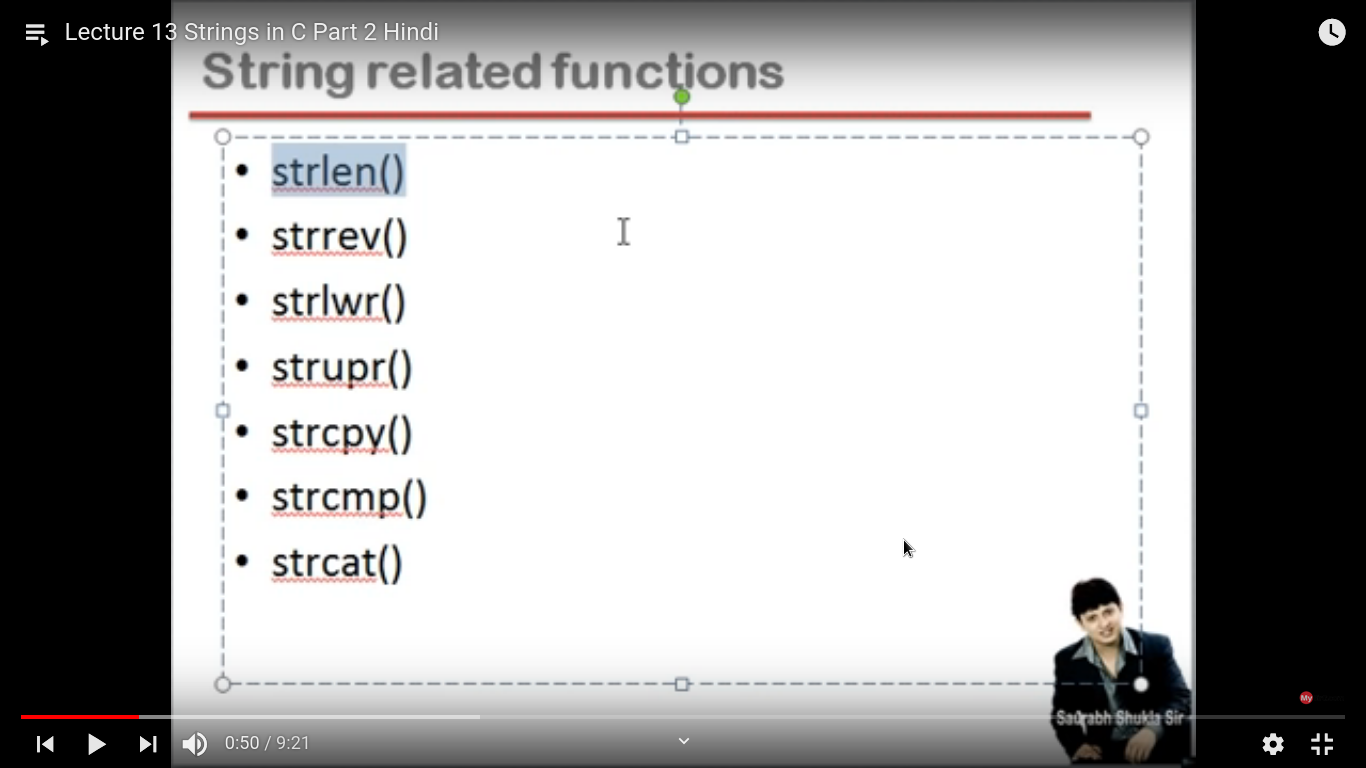 Lecture 13 Strings in C Part 2 Hindi
String related functions
• strlen()
• strrev()
• strlwr()
• strupr()
• strcpy()
• strcmp()
• strcat()
Saurabh Shukla Sir
My
0:50 / 9:21